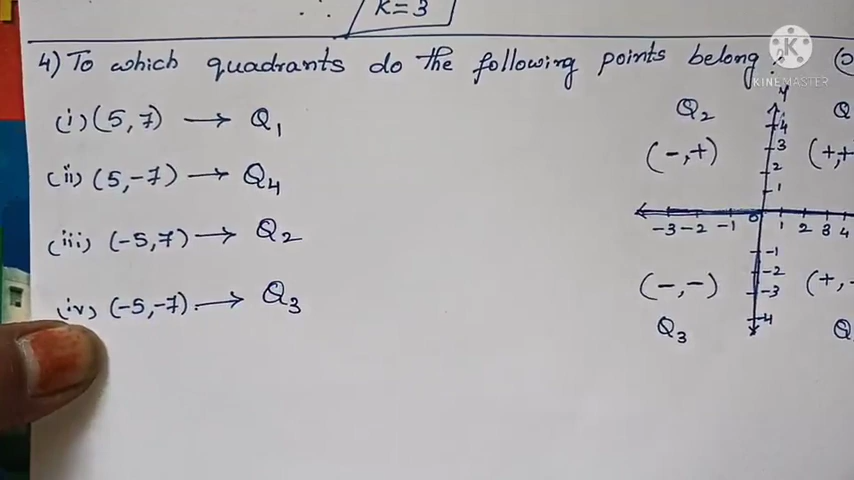 ∴ K=3
4) To which quadrants do the following points belong?
(i) (5,7) → Q1
(ii) (5,-7) → Q4
(iii) (-5,7) → Q2
(iv) (-5,-7). → Q3
KINEMASTER
Y
Q2 Q
(-,+) (+,+
4
3
2
1
-3 -2 -1 0 1 2 3 4
-1
-2
-3
-4
(-,-) (+,-
Q3 Q